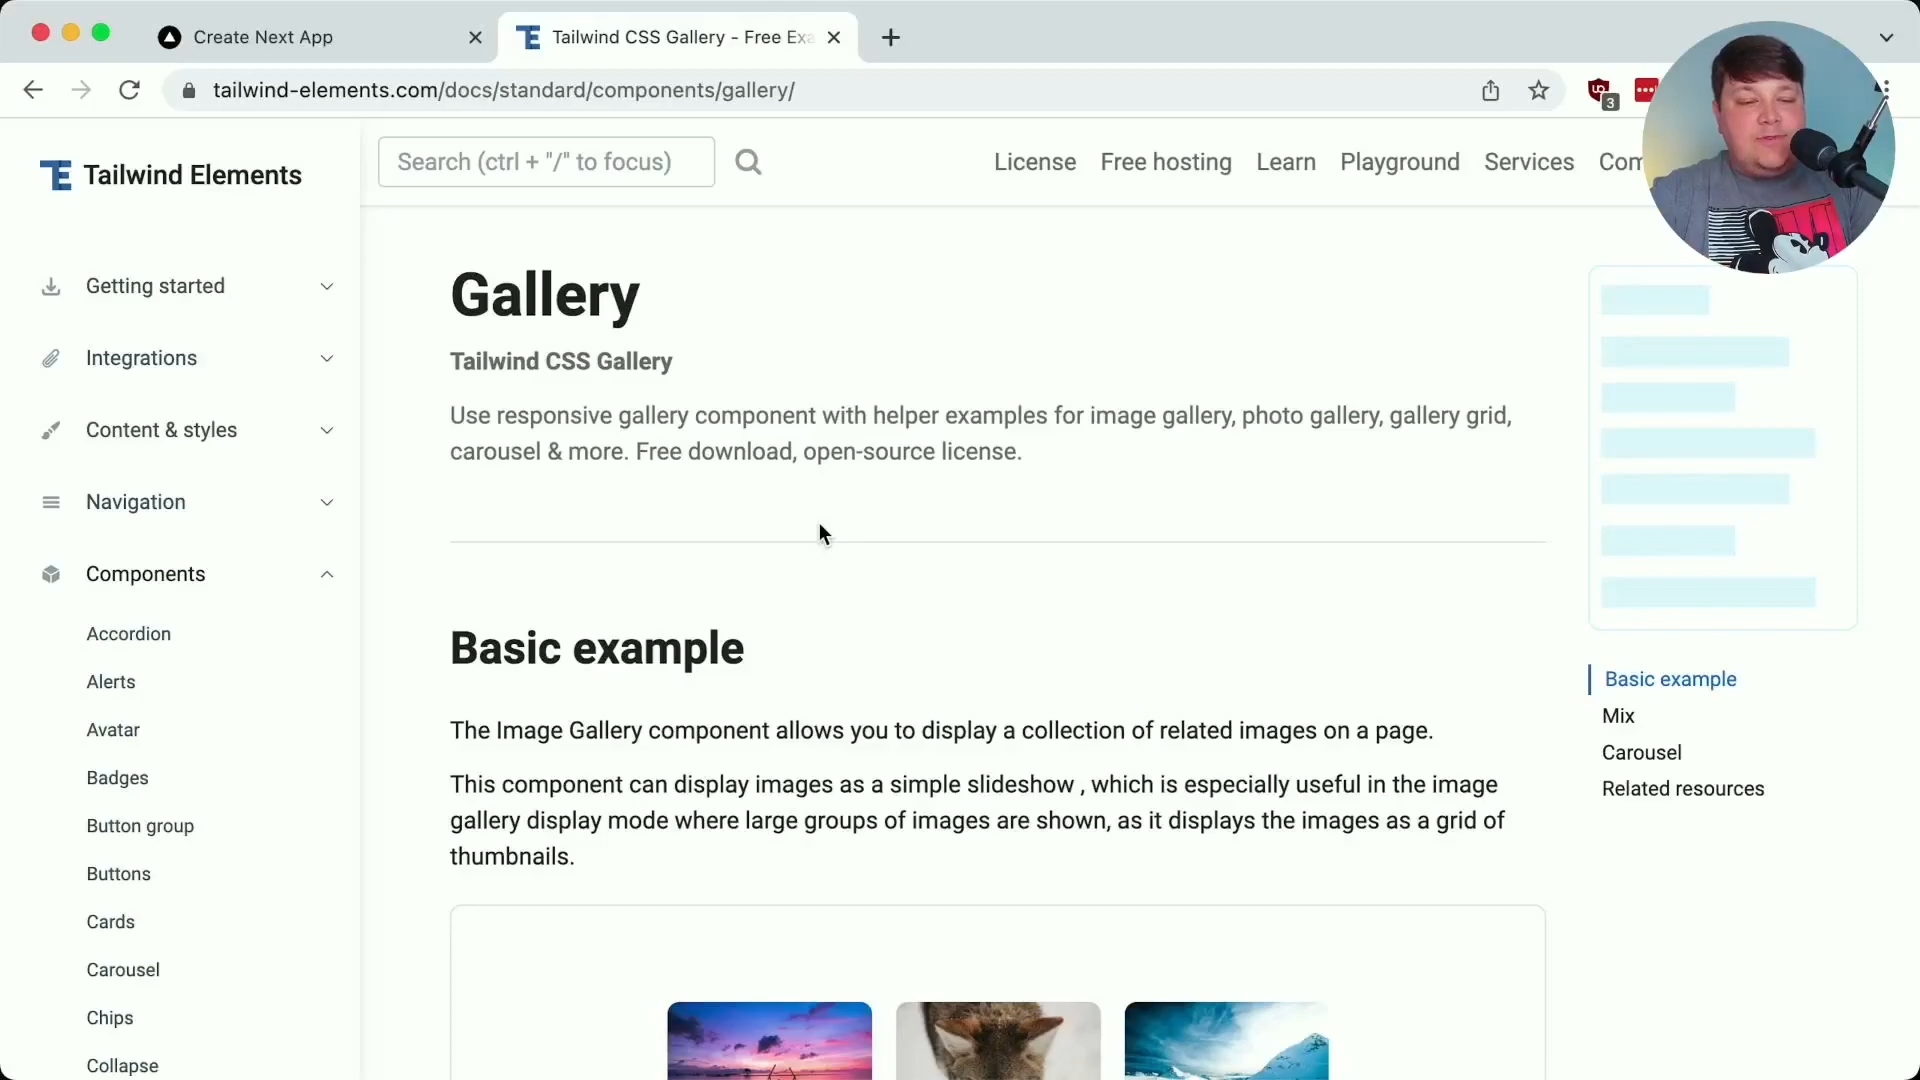 Create Next App
Tailwind CSS Gallery - Free Exa
tailwind-elements.com/docs/standard/components/gallery/
3
Tailwind Elements
Search (ctrl + "/" to focus)
License
Free hosting
Learn
Playground
Services
Com
Getting started
Integrations
Content & styles
Navigation
Components
Accordion
Alerts
Avatar
Badges
Button group
Buttons
Cards
Carousel
Chips
Collapse
Gallery
Tailwind CSS Gallery
Use responsive gallery component with helper examples for image gallery, photo gallery, gallery grid,
carousel & more. Free download, open-source license.
Basic example
The Image Gallery component allows you to display a collection of related images on a page.
This component can display images as a simple slideshow , which is especially useful in the image
gallery display mode where large groups of images are shown, as it displays the images as a grid of
thumbnails.
Basic example
Mix
Carousel
Related resources